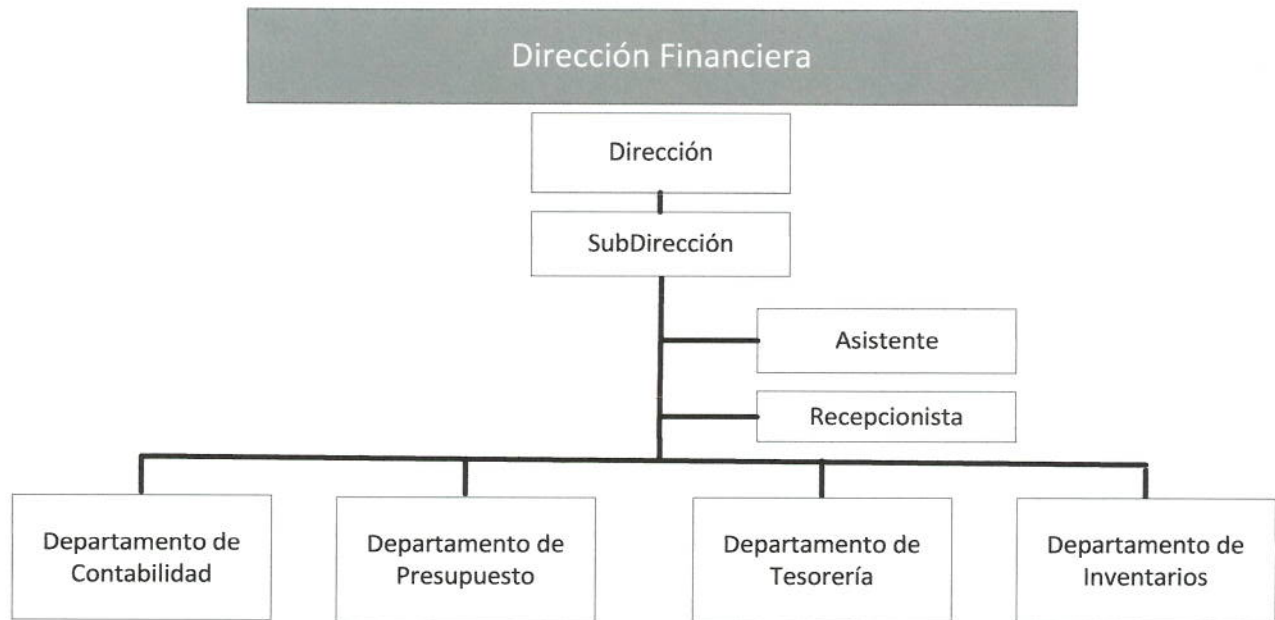 Dirección Financiera
Dirección
SubDirección
Asistente
Recepcionista
Departamento de
Contabilidad
Departamento de
Presupuesto
Departamento de
Tesorería
Departamento de
Inventarios